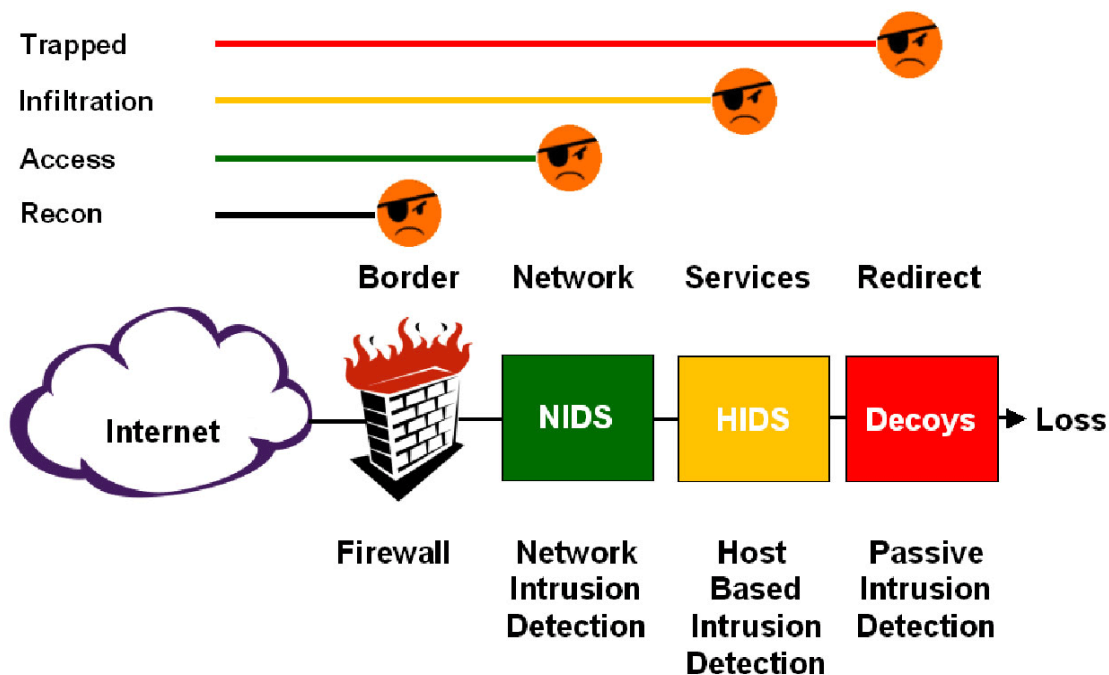 Trapped
Infiltration
Access
Recon
Border Network Services Redirect
Internet
NIDS HIDS Decoys Loss
Firewall
Network
Intrusion
Detection
Host
Based
Intrusion
Detection
Passive
Intrusion
Detection